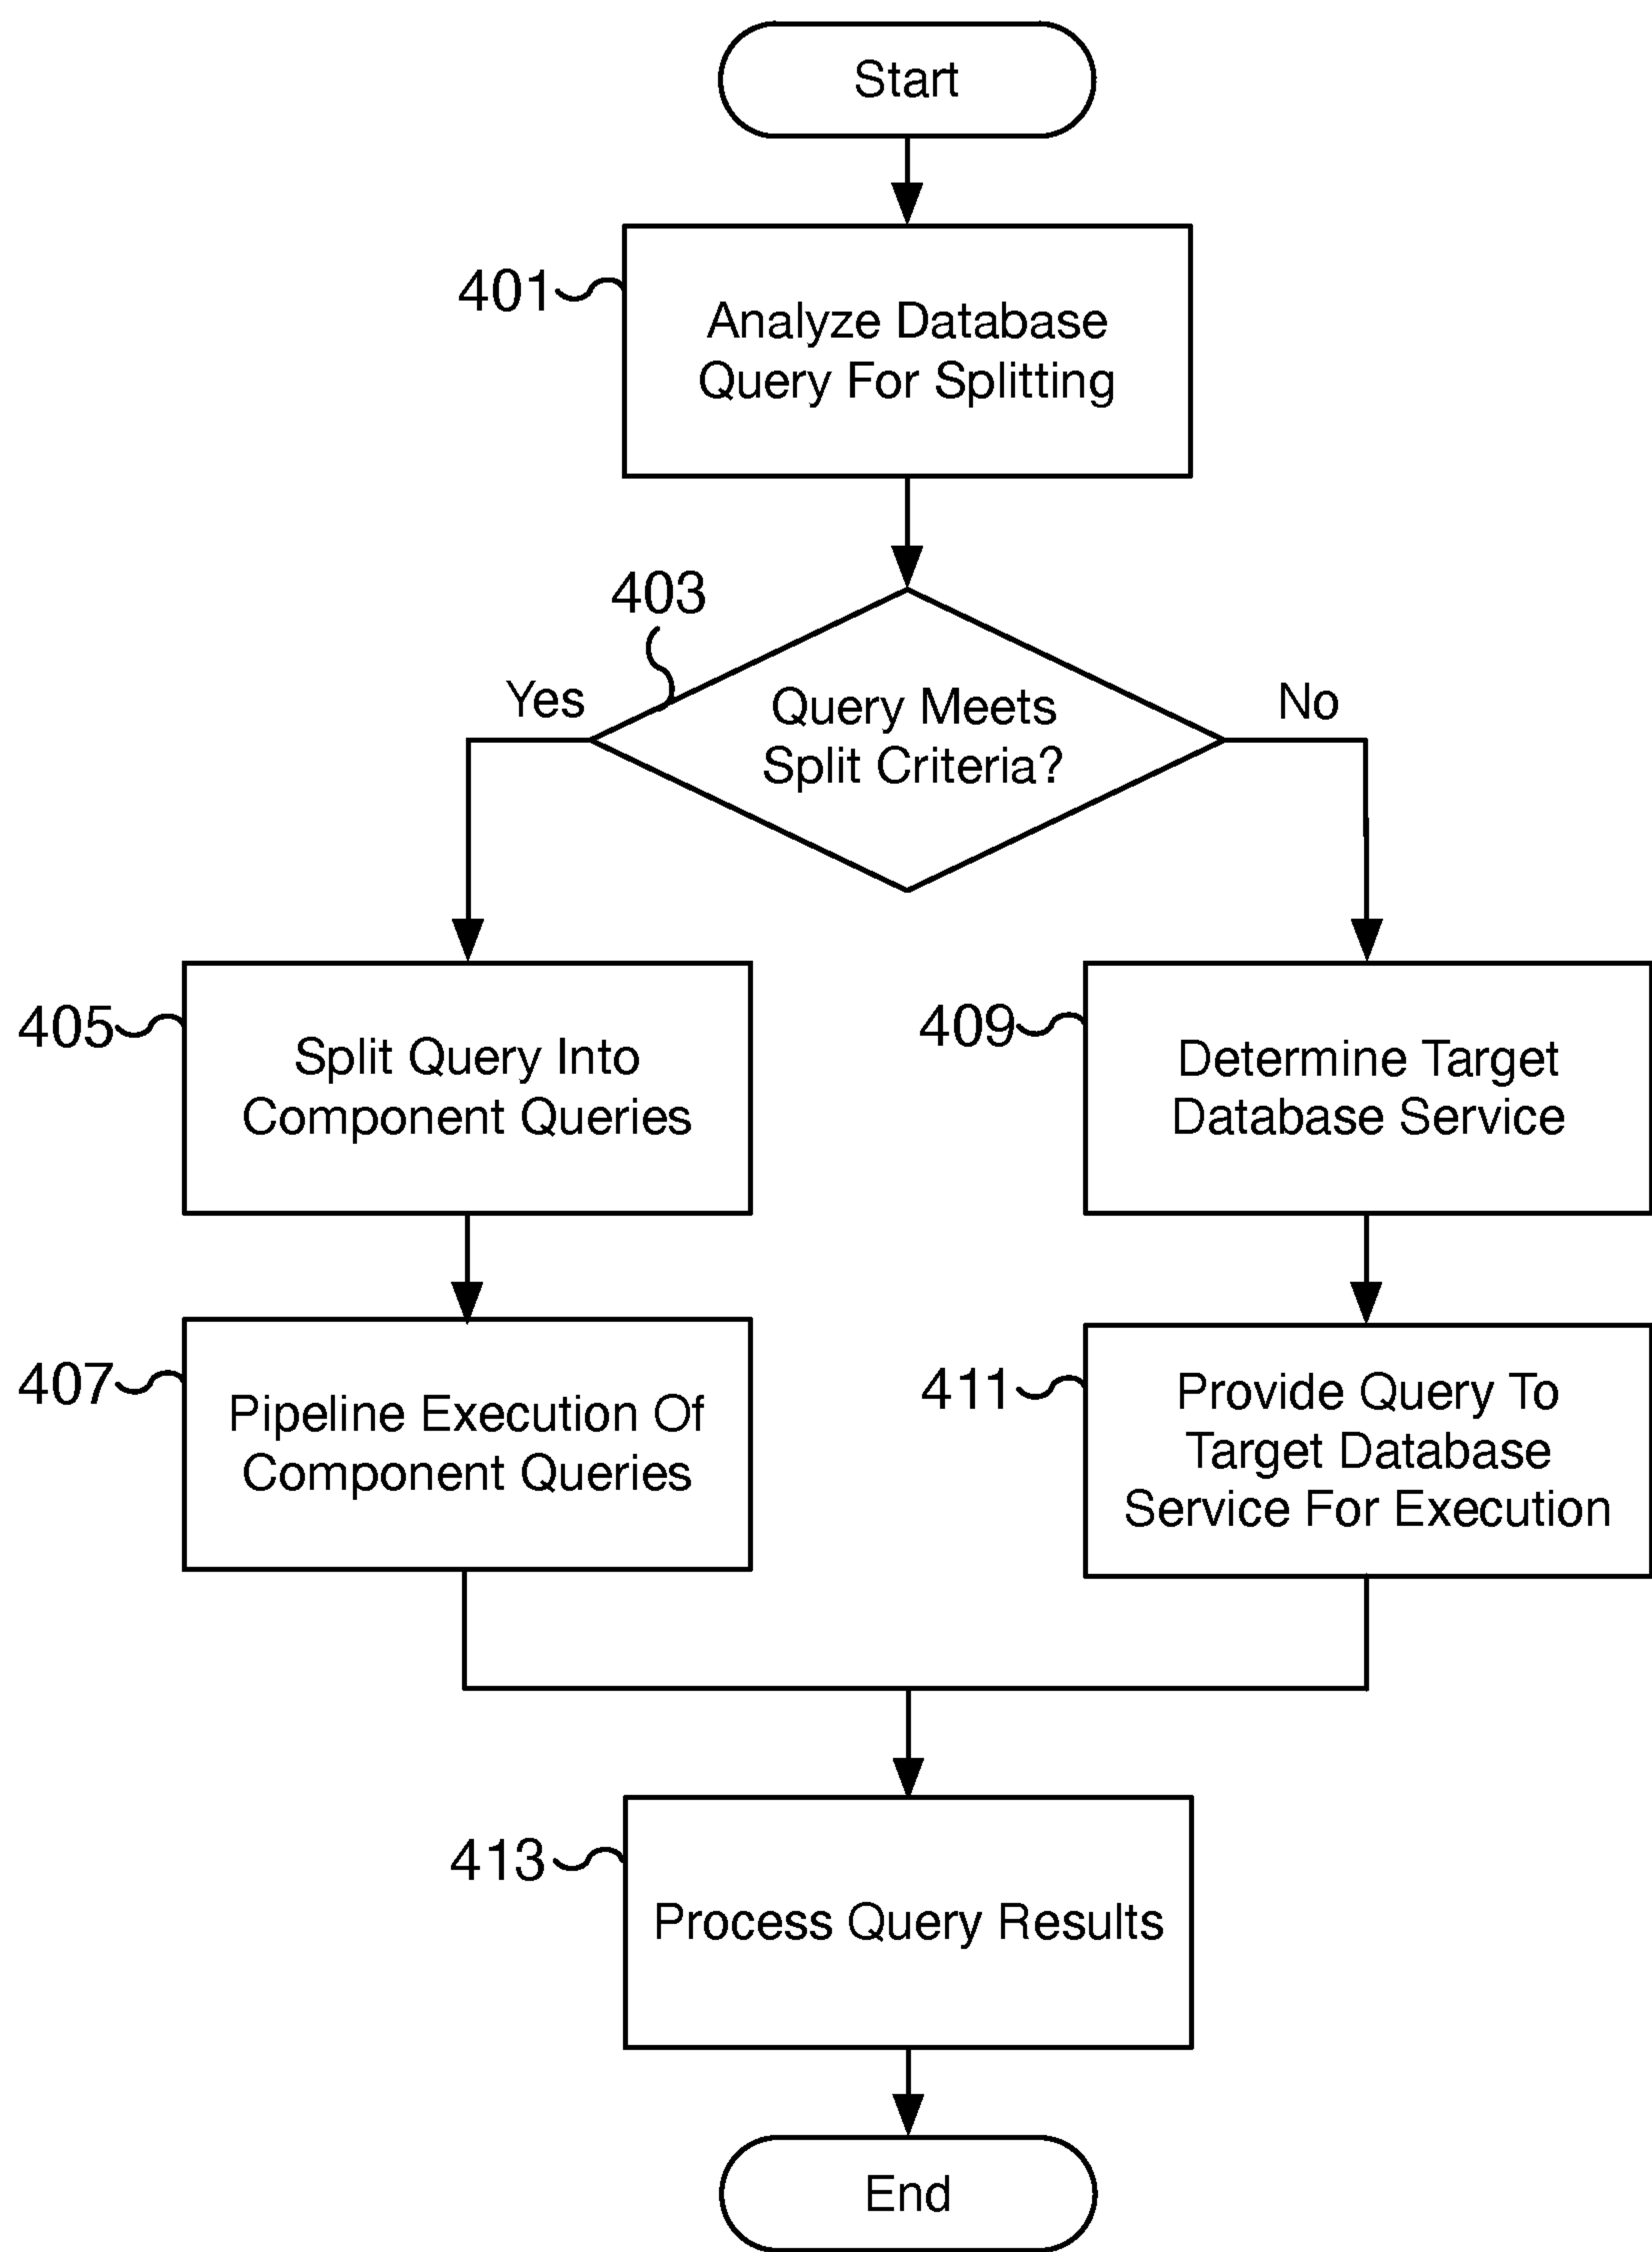 Start
401
Analyze Database
Query For Splitting
403
Yes
Query Meets
Split Criteria?
No
405
Split Query Into
Component Queries
409
Determine Target
Database Service
407
Pipeline Execution Of
Component Queries
411
Provide Query To
Target Database
Service For Execution
413
Process Query Results
End